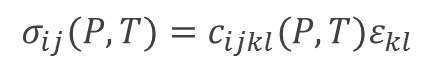 σᵢⱼ(P, T) = cᵢⱼₖₗ(P, T)εₖₗ